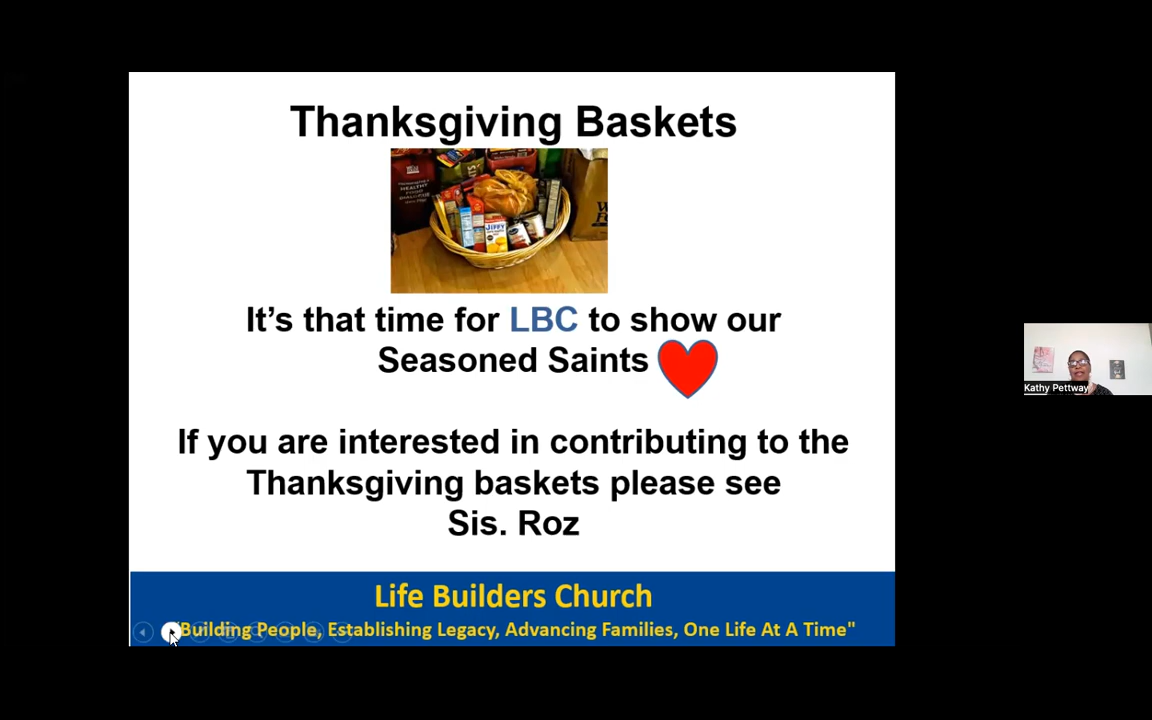 Thanksgiving Baskets
HEALTHY
JIFFY
It’s that time for LBC to show our
Seasoned Saints
If you are interested in contributing to the
Thanksgiving baskets please see
Sis. Roz
Life Builders Church
"Building People, Establishing Legacy, Advancing Families, One Life At A Time"
Kathy Pettway